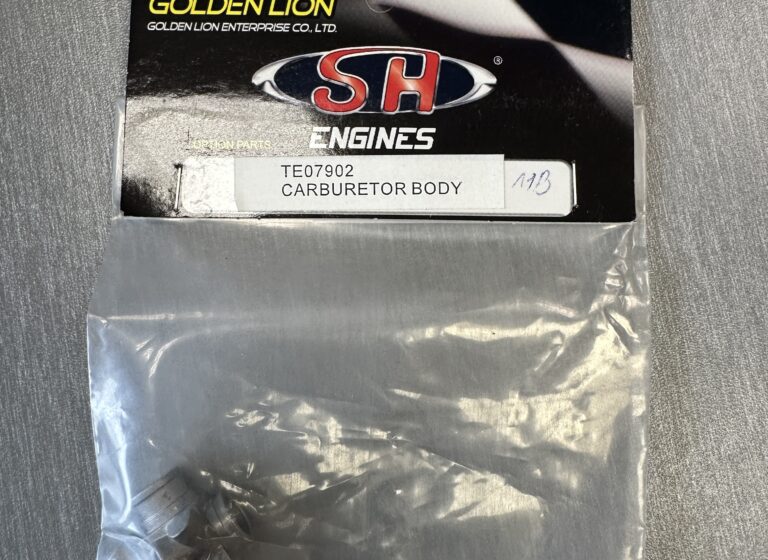 GOLDEN LION
GOLDEN LION ENTERPRISE CO., LTD.
SH ®
ENGINES
OPTION PARTS
TE07902
CARBURETOR BODY
11B